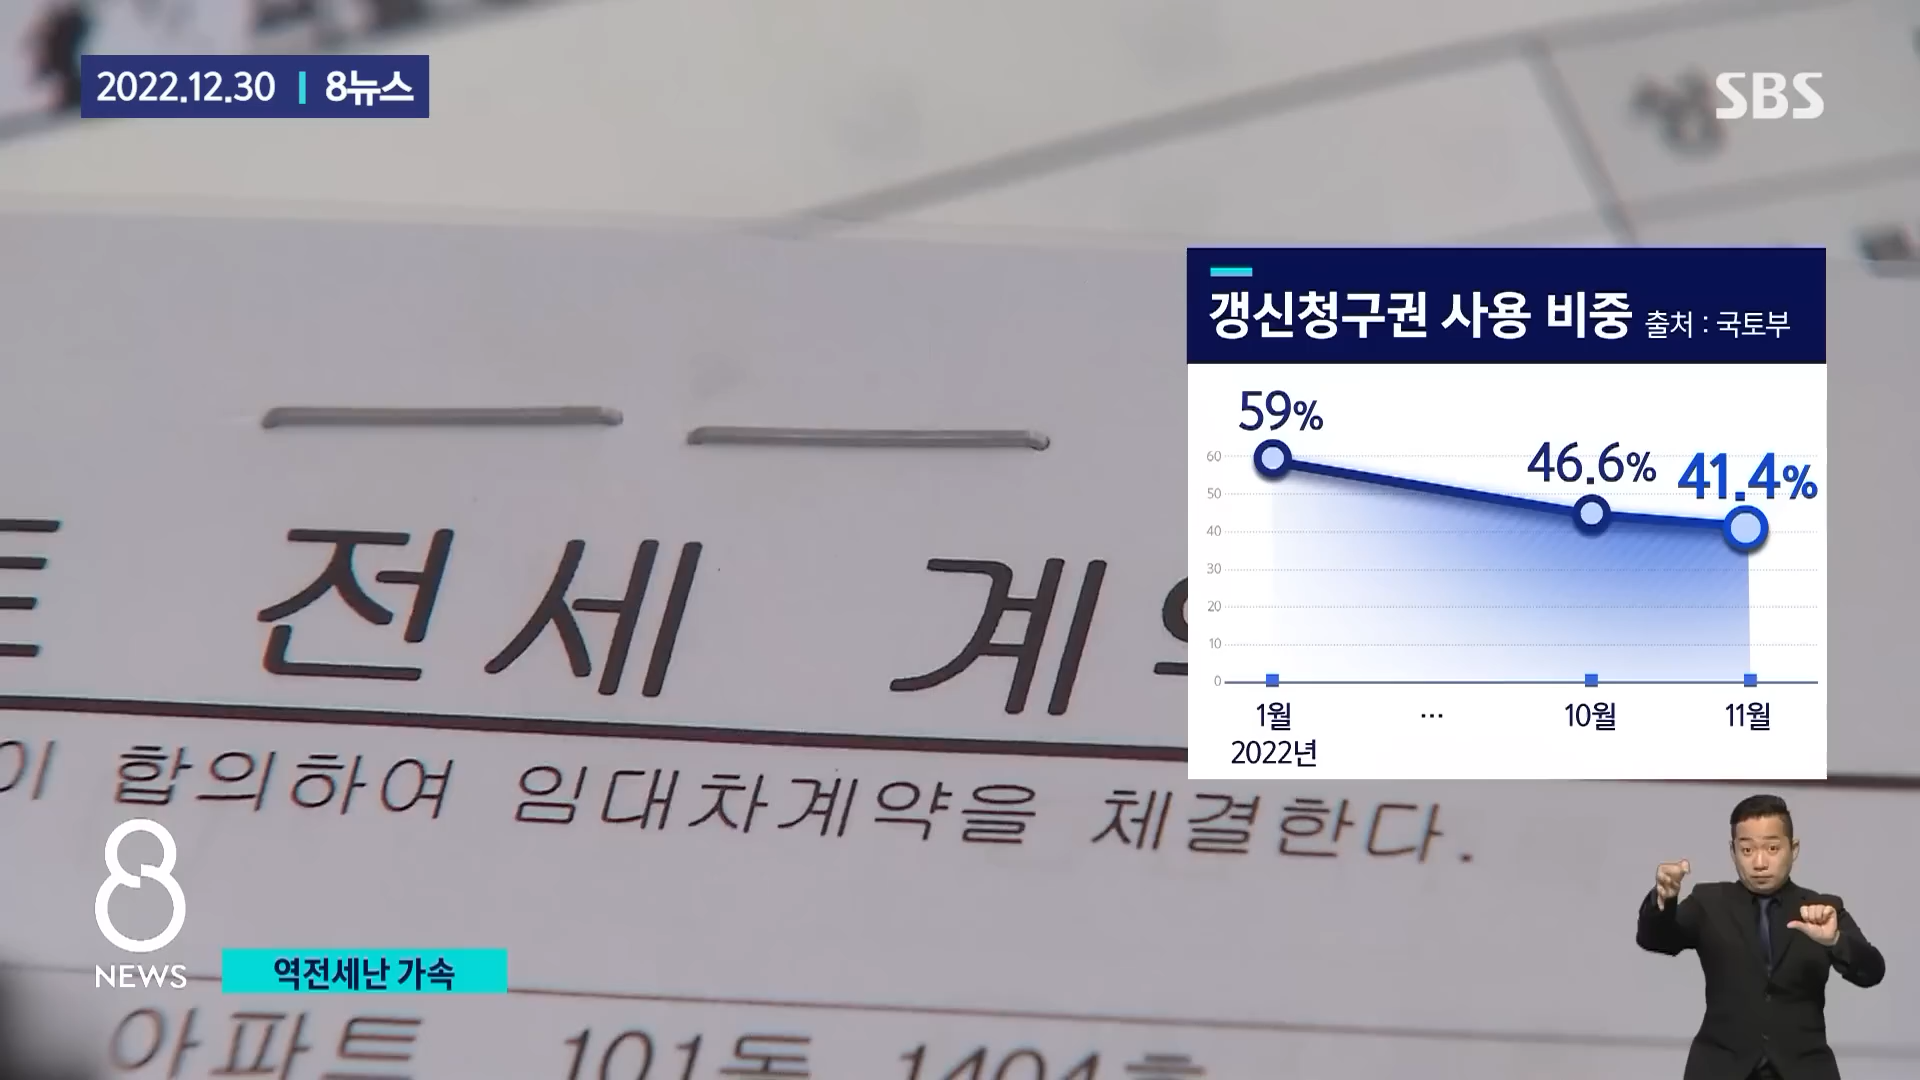 2022.12.30 | 8뉴스
SBS
갱신청구권 사용 비중 출처 : 국토부
59%
46.6%
41.4%
60
50
40
30
20
10
0
1월 ... 10월 11월
2022년
전세 계
이 합의하여 임대차계약을 체결한다.
8
NEWS
역전세난 가속
아파트 101동 1404호